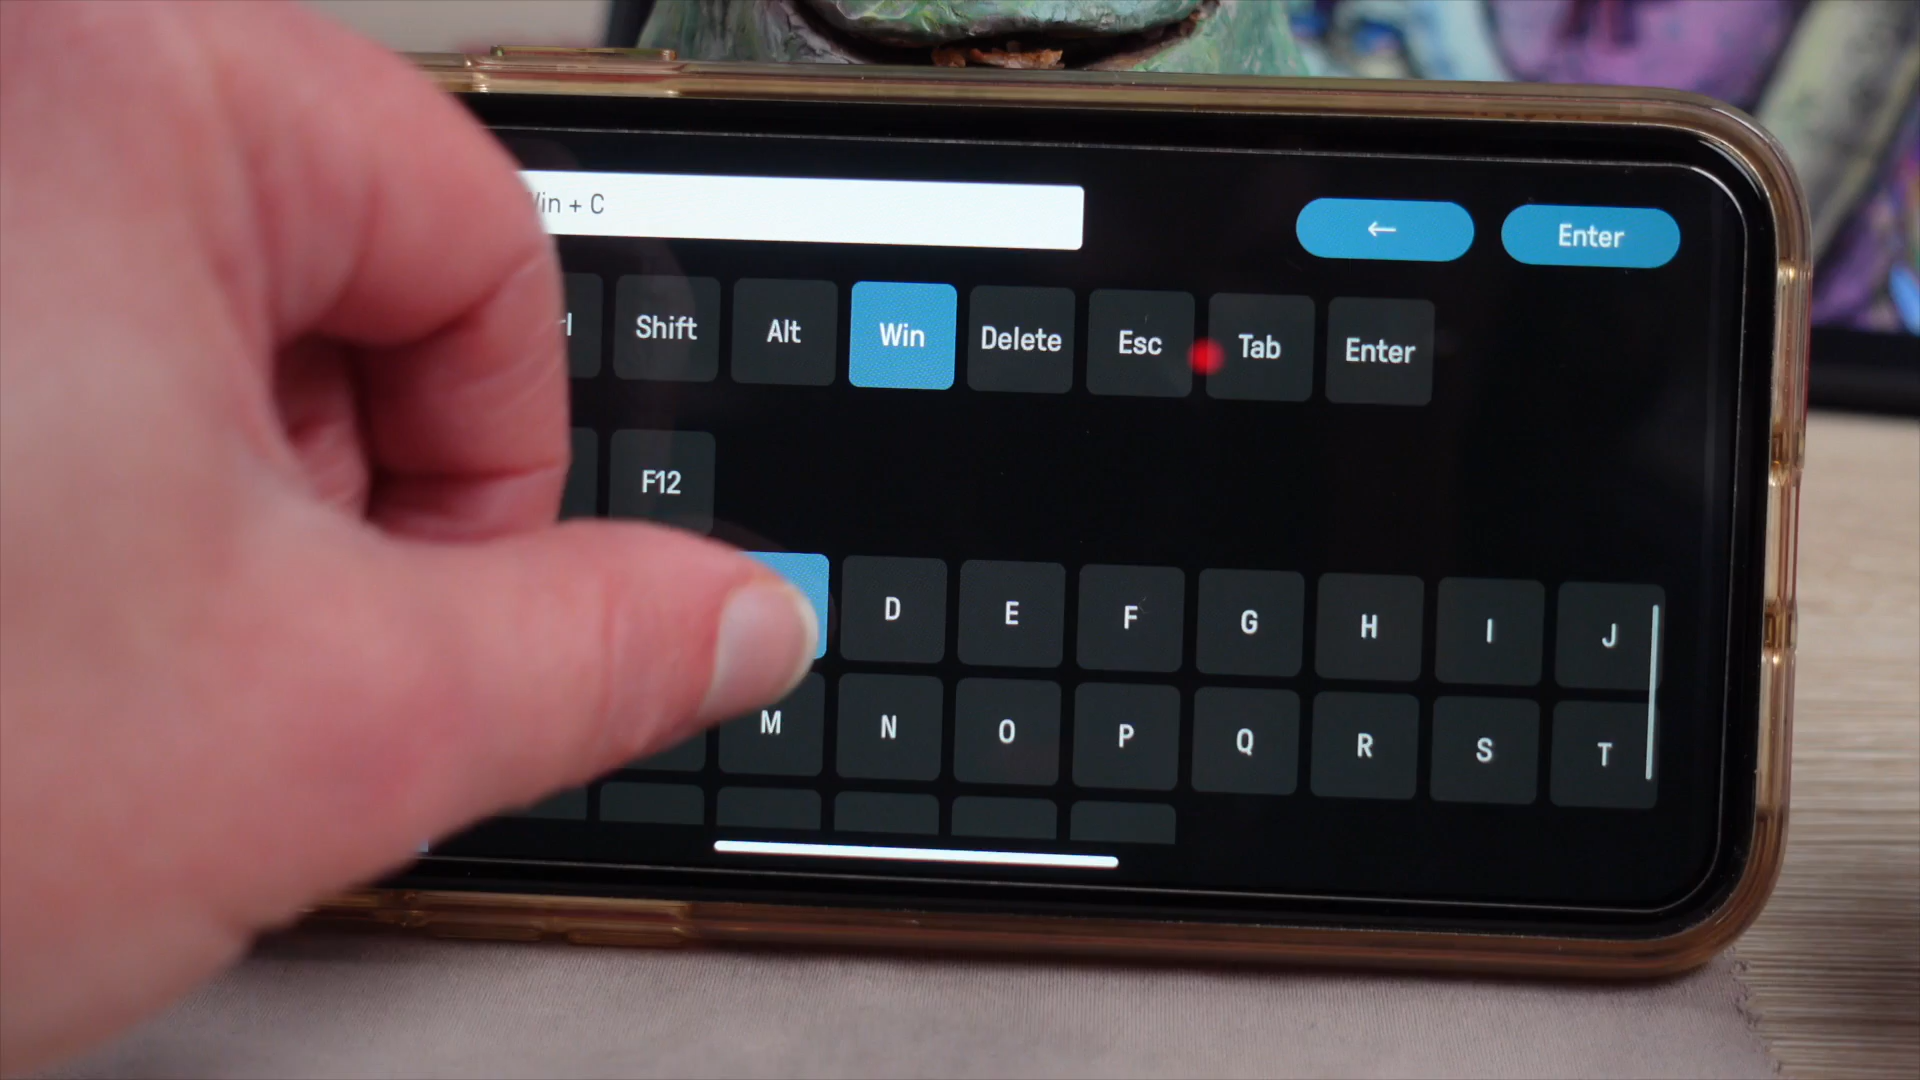 in + C
← Enter
Shift Alt Win Delete Esc Tab Enter
F12
D E F G H I J
M N O P Q R S T